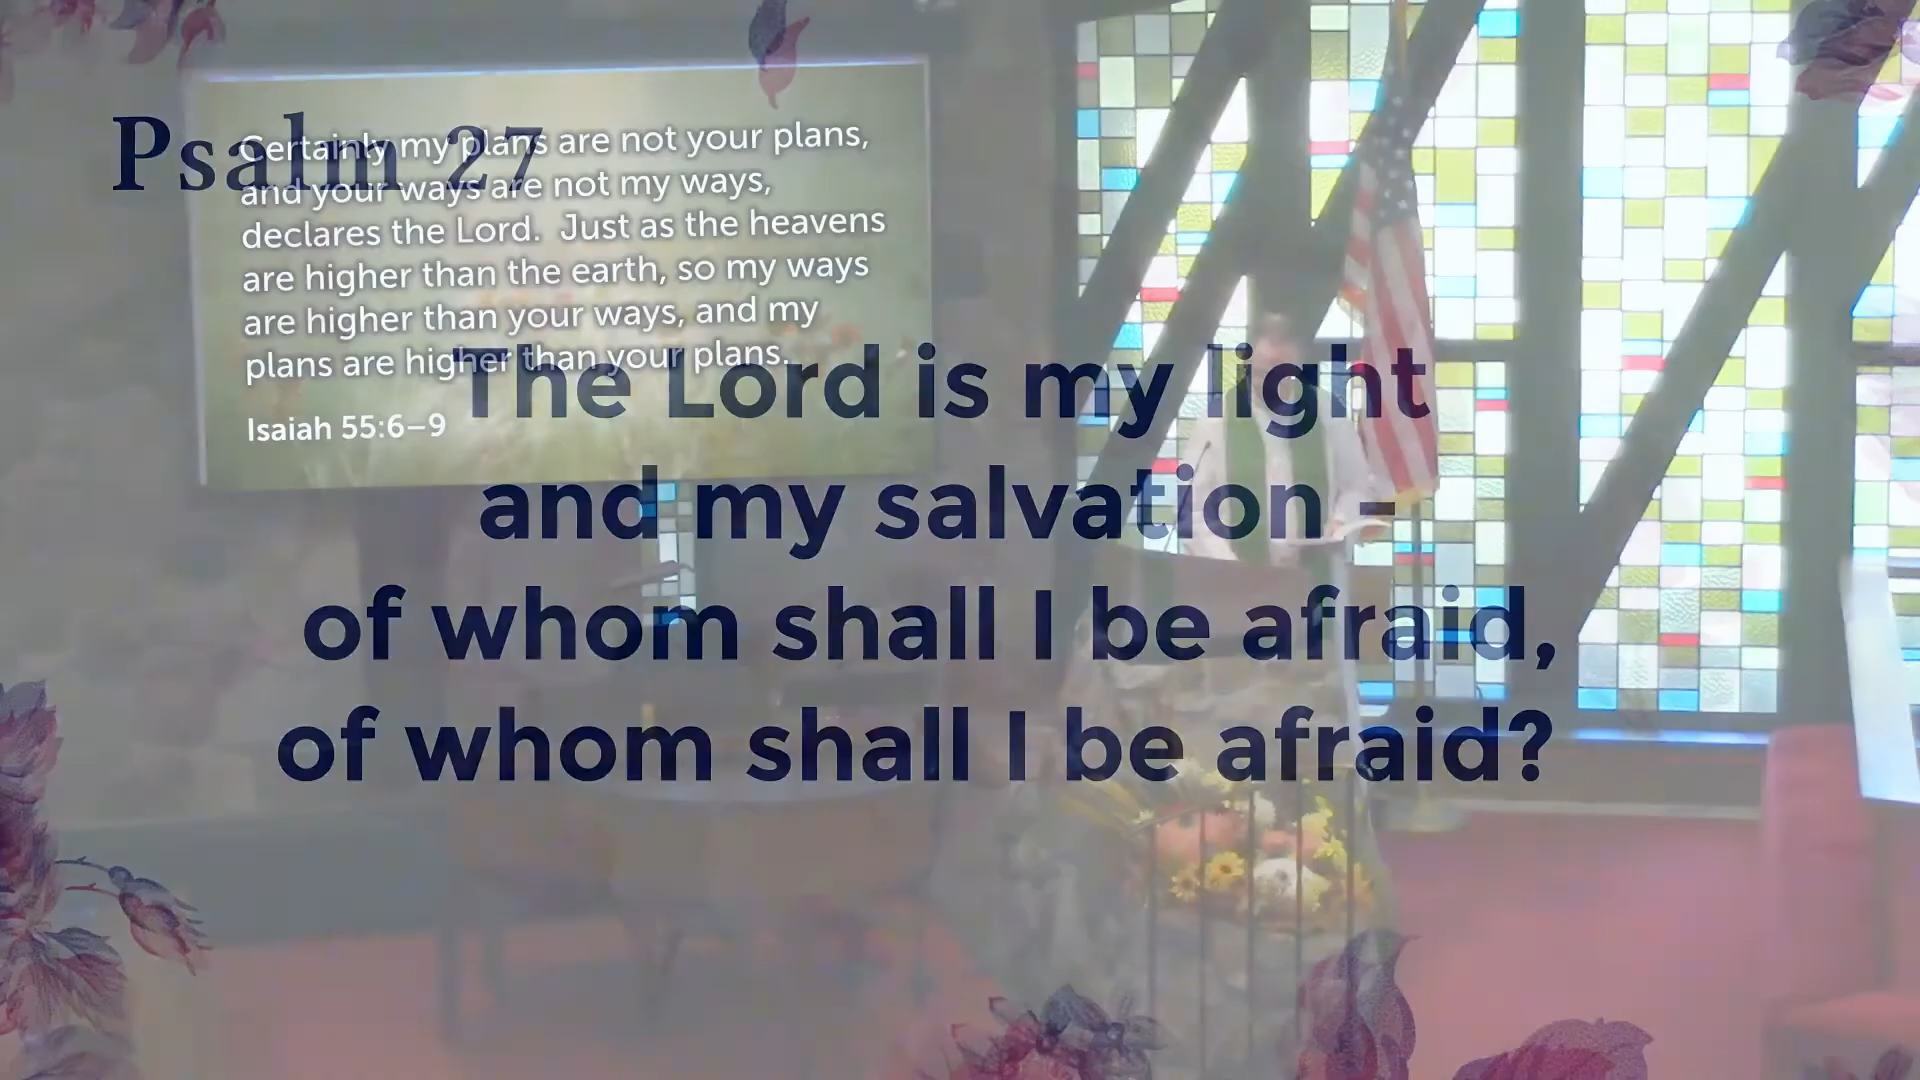 Psalm 27
Certainly my plans are not your plans,
and your ways are not my ways,
declares the Lord. Just as the heavens
are higher than the earth, so my ways
are higher than your ways, and my
plans are higher than your plans.
Isaiah 55:6–9
The Lord is my light
and my salvation -
of whom shall I be afraid,
of whom shall I be afraid?